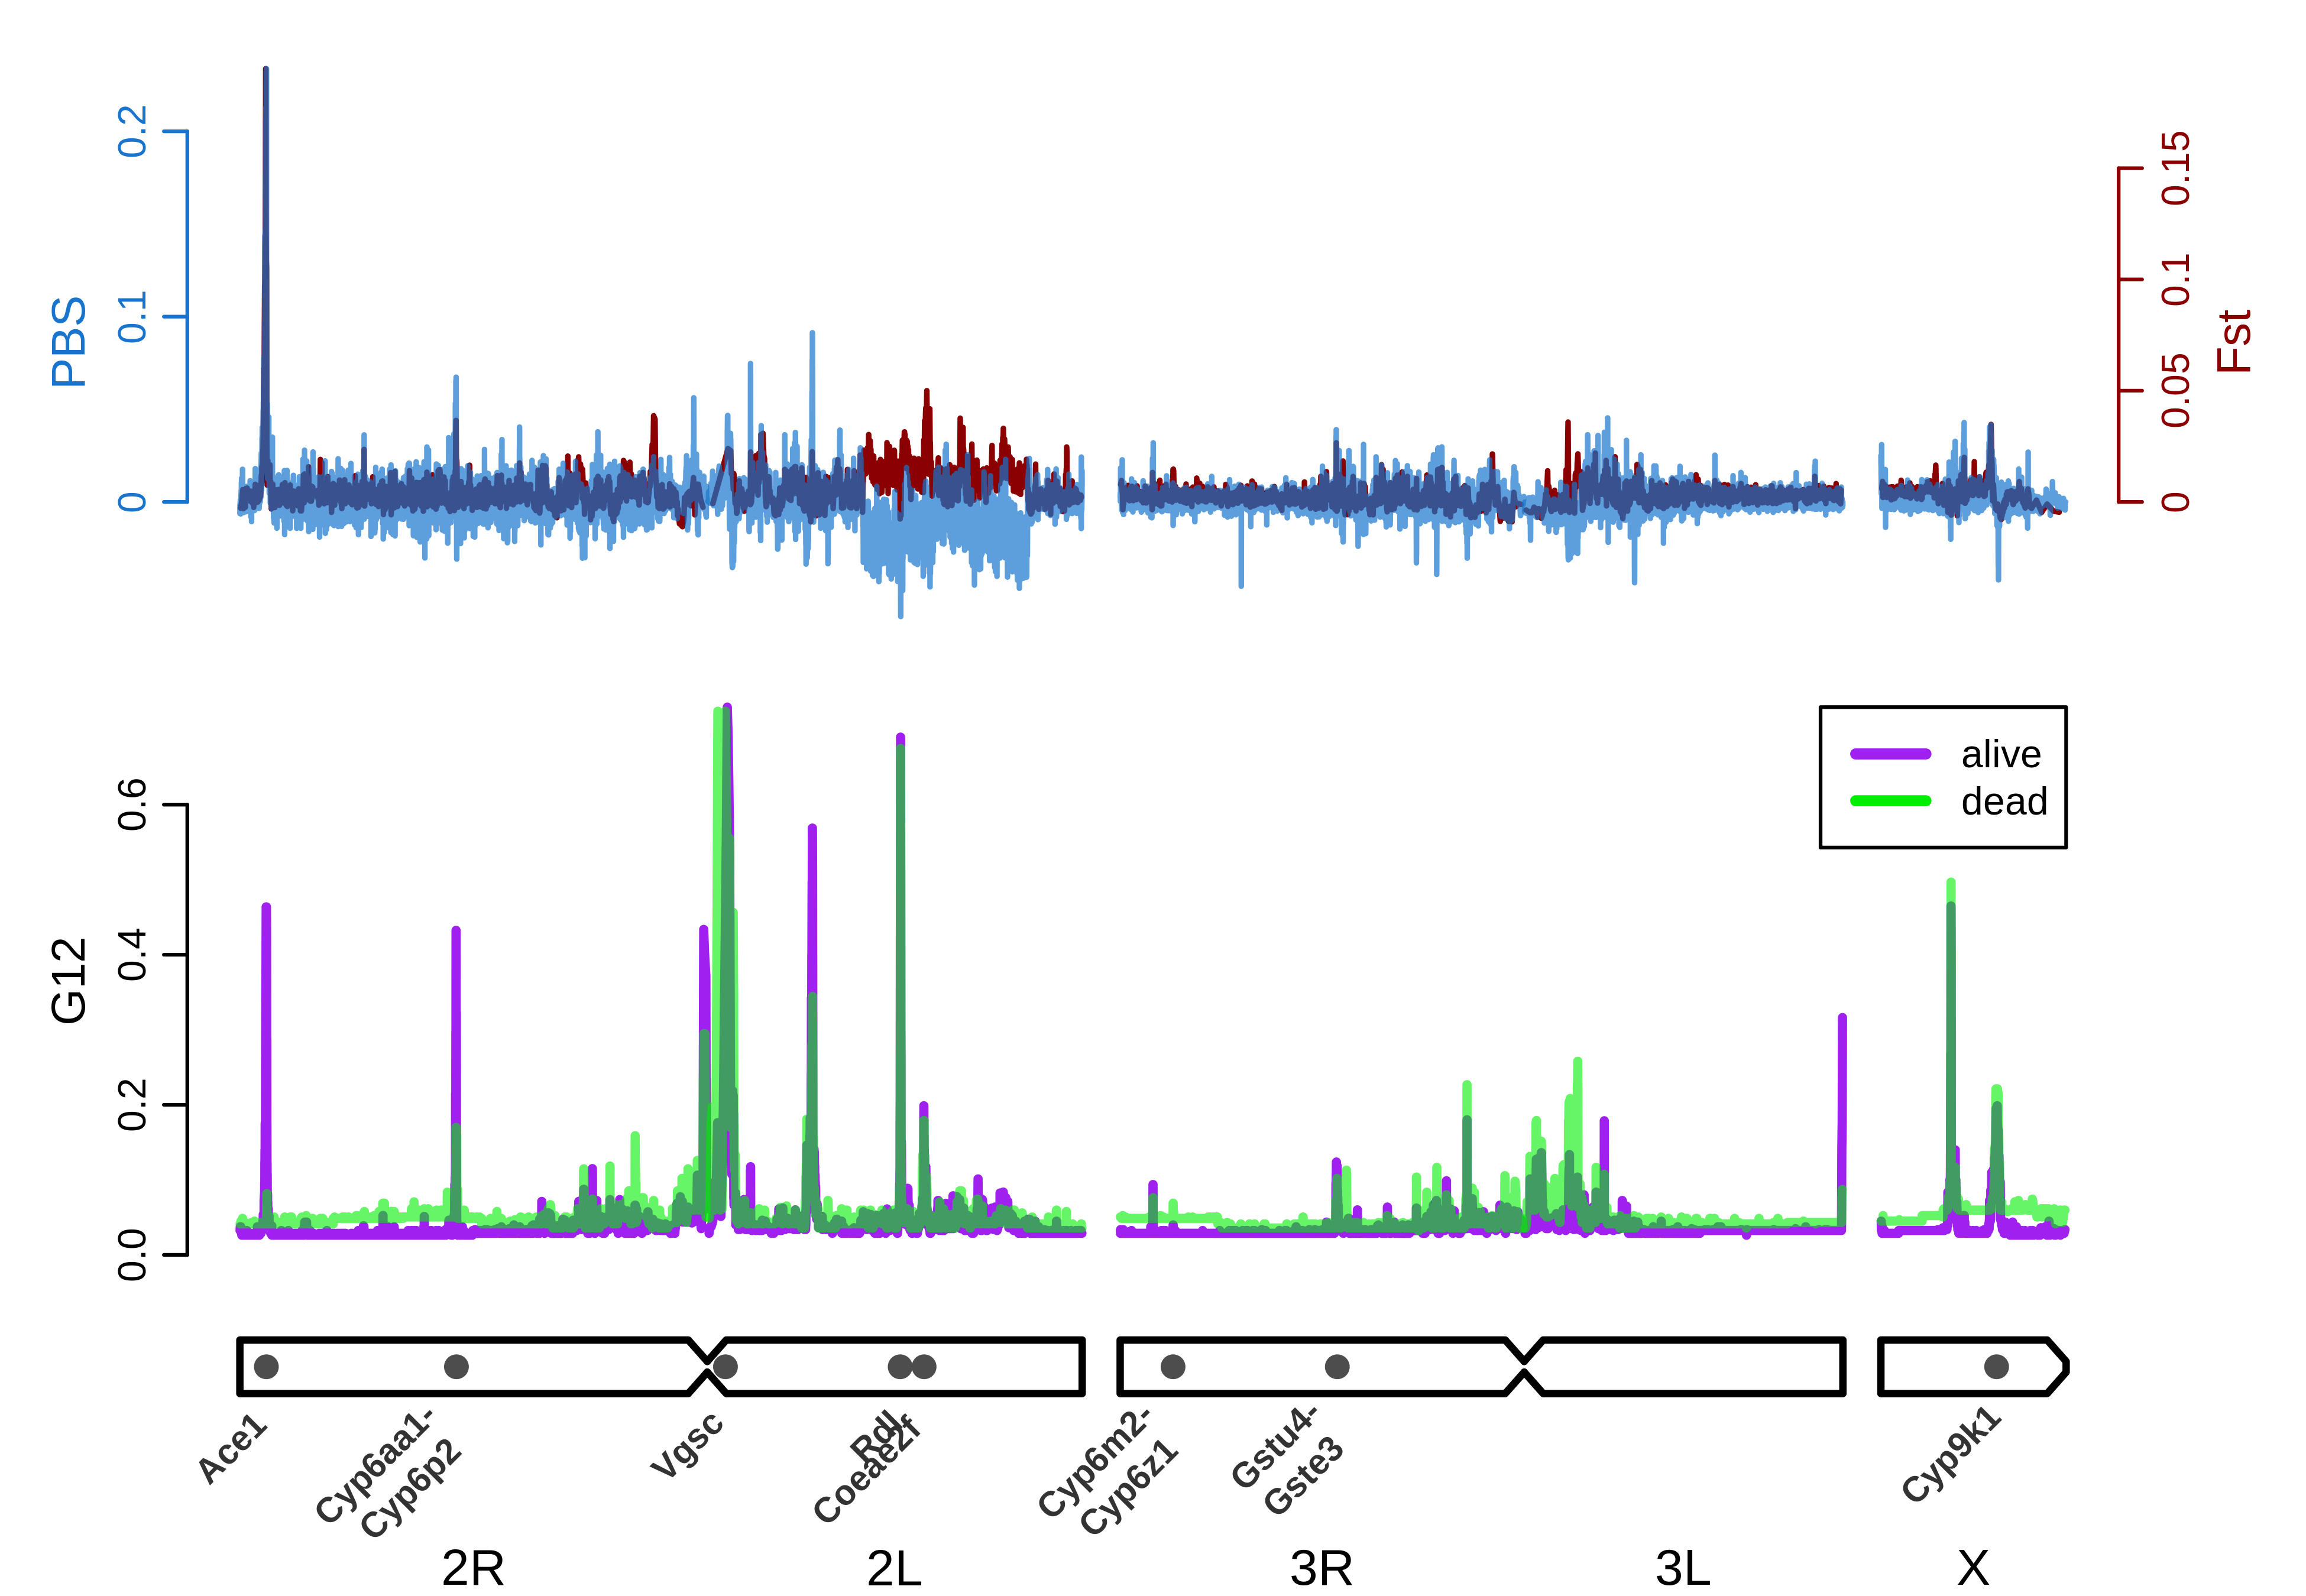 PBS
0
0.1
0.2
0
0.05
0.1
0.15
Fst
G12
0.0
0.2
0.4
0.6
alive
dead
Ace1
Cyp6aa1-
Cyp6p2
Vgsc
Rdl
Coeae2f
Cyp6m2-
Cyp6z1
Gstu4-
Gste3
Cyp9k1
2R
2L
3R
3L
X